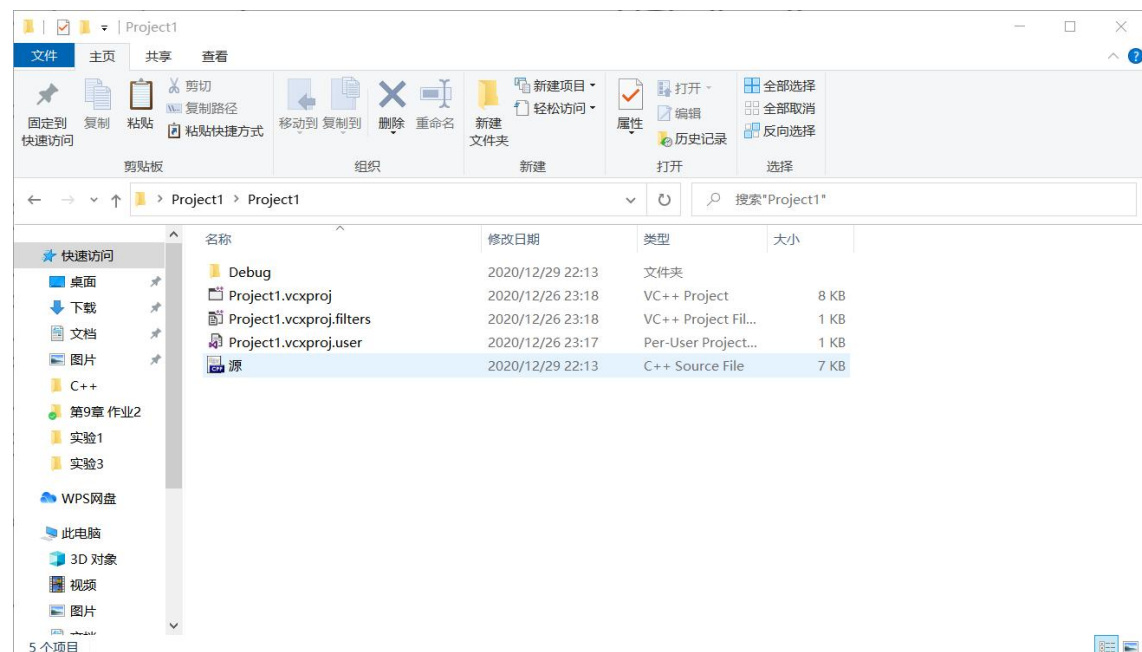 Project1
文件 主页 共享 查看
固定到快速访问
复制
粘贴
剪切
复制路径
粘贴快捷方式
剪贴板
移动到
复制到
删除
重命名
组织
新建文件夹
新建项目
轻松访问
新建
属性
打开
编辑
历史记录
打开
全部选择
全部取消
反向选择
选择
Project1 > Project1
搜索"Project1"
快速访问
桌面
下载
文档
图片
C++
第9章 作业2
实验1
实验3
WPS网盘
此电脑
3D 对象
视频
图片
名称 修改日期 类型 大小
Debug 2020/12/29 22:13 文件夹
Project1.vcxproj 2020/12/26 23:18 VC++ Project 8 KB
Project1.vcxproj.filters 2020/12/26 23:18 VC++ Project Fil... 1 KB
Project1.vcxproj.user 2020/12/26 23:17 Per-User Project... 1 KB
CPP 源 2020/12/29 22:13 C++ Source File 7 KB
5 个项目